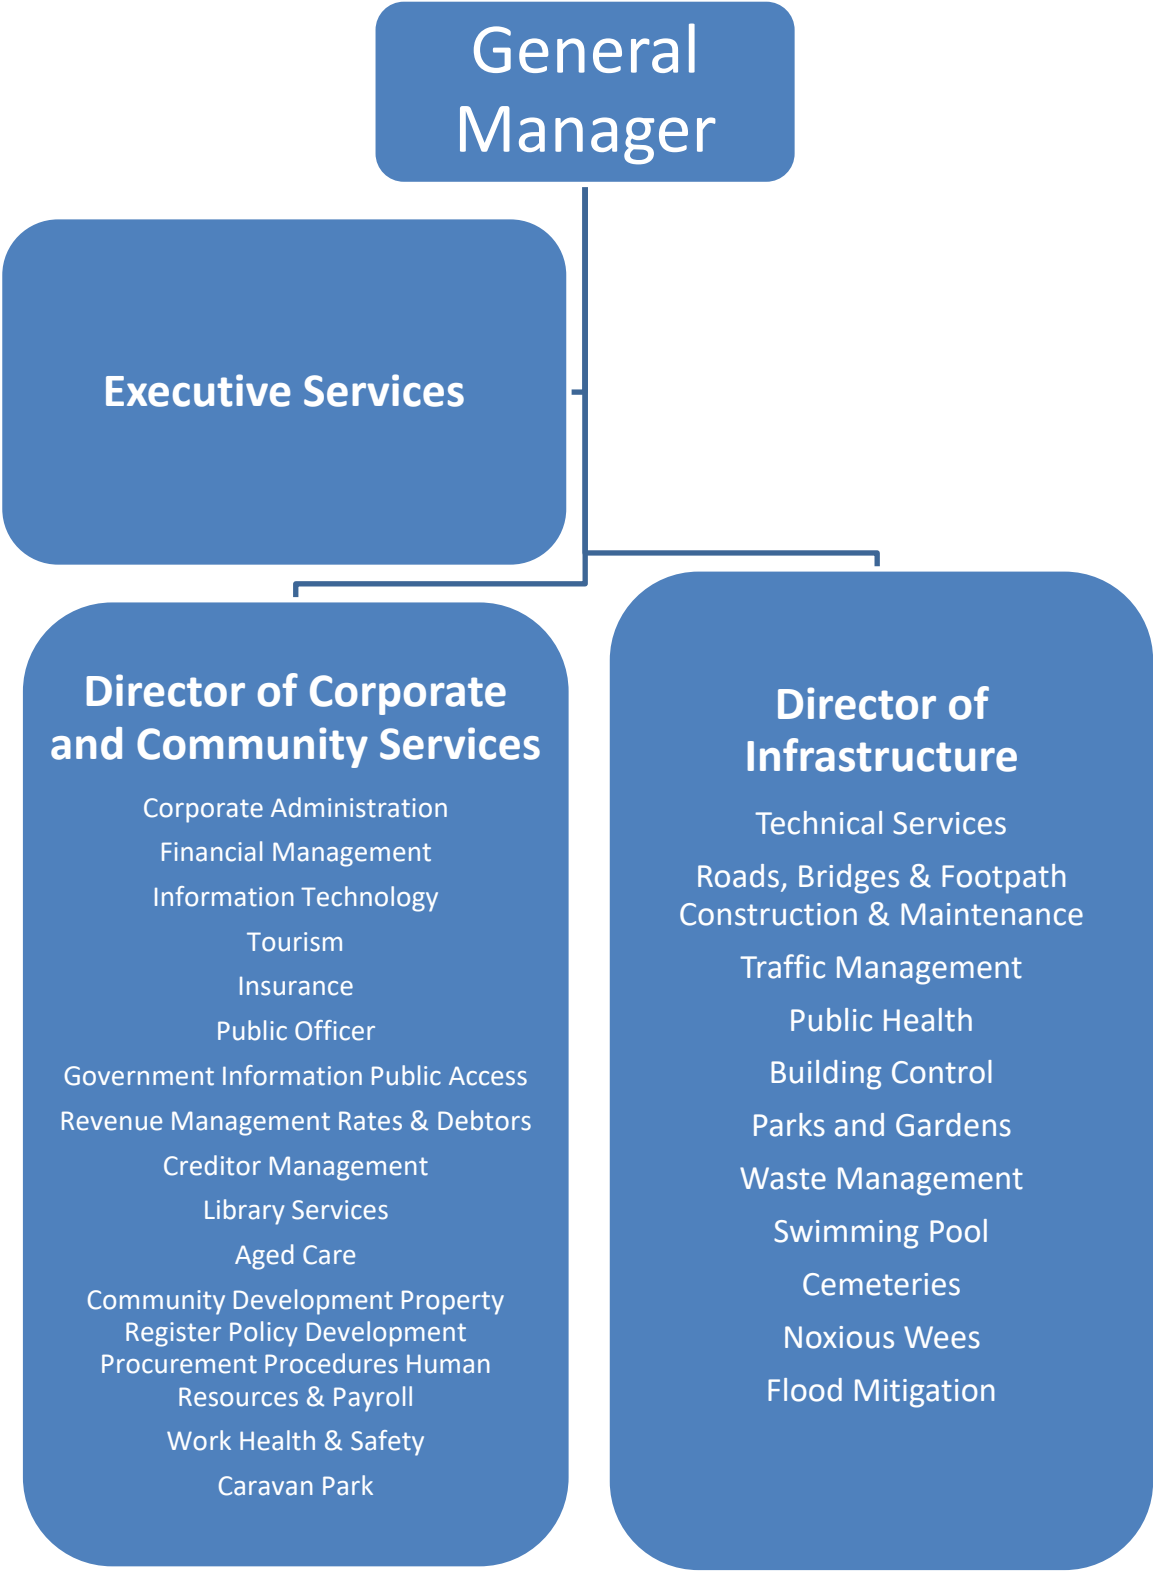 General
Manager
Executive Services
Director of Corporate
and Community Services
Corporate Administration
Financial Management
Information Technology
Tourism
Insurance
Public Officer
Government Information Public Access
Revenue Management Rates & Debtors
Creditor Management
Library Services
Aged Care
Community Development Property
Register Policy Development
Procurement Procedures Human
Resources & Payroll
Work Health & Safety
Caravan Park
Director of
Infrastructure
Technical Services
Roads, Bridges & Footpath
Construction & Maintenance
Traffic Management
Public Health
Building Control
Parks and Gardens
Waste Management
Swimming Pool
Cemeteries
Noxious Wees
Flood Mitigation